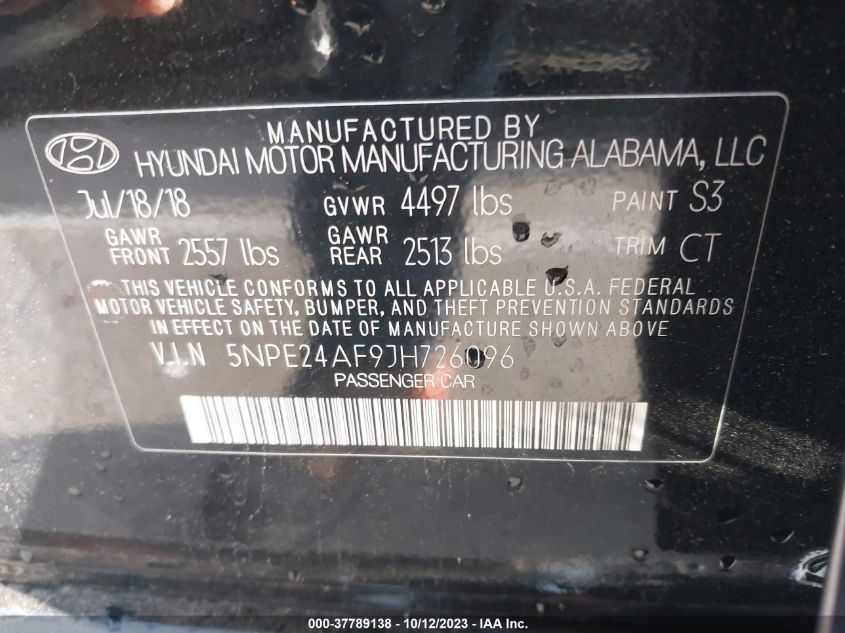 MANUFACTURED BY
HYUNDAI MOTOR MANUFACTURING ALABAMA, LLC
Jul/18/18 GVWR 4497 lbs PAINT S3
GAWR FRONT 2557 lbs GAWR REAR 2513 lbs TRIM CT
THIS VEHICLE CONFORMS TO ALL APPLICABLE U.S.A. FEDERAL
MOTOR VEHICLE SAFETY, BUMPER, AND THEFT PREVENTION STANDARDS
IN EFFECT ON THE DATE OF MANUFACTURE SHOWN ABOVE
V.I.N 5NPE24AF9JH726096
PASSENGER CAR
000-37789138 - 10/12/2023 - IAA Inc.